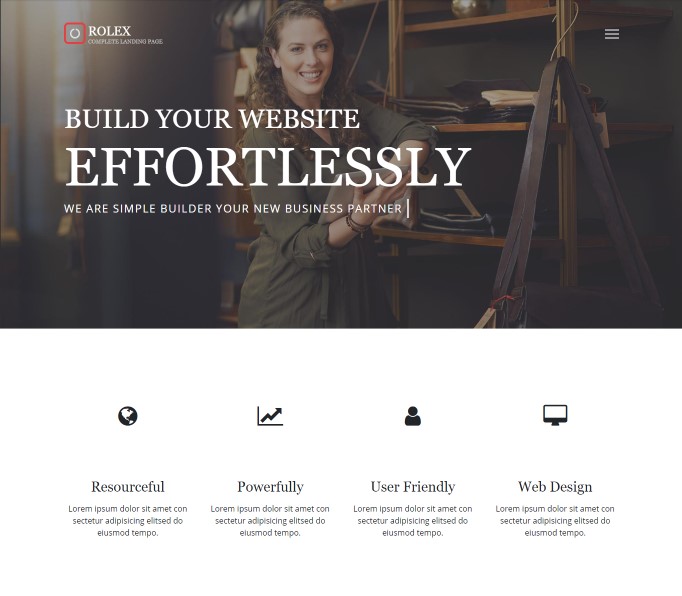 ROLEX
COMPLETE LANDING PAGE
BUILD YOUR WEBSITE
EFFORTLESSLY
WE ARE SIMPLE BUILDER YOUR NEW BUSINESS PARTNER
Resourceful
Lorem ipsum dolor sit amet con
sectetur adipisicing elitsed do
eiusmod tempo.
Powerfully
Lorem ipsum dolor sit amet con
sectetur adipisicing elitsed do
eiusmod tempo.
User Friendly
Lorem ipsum dolor sit amet con
sectetur adipisicing elitsed do
eiusmod tempo.
Web Design
Lorem ipsum dolor sit amet con
sectetur adipisicing elitsed do
eiusmod tempo.